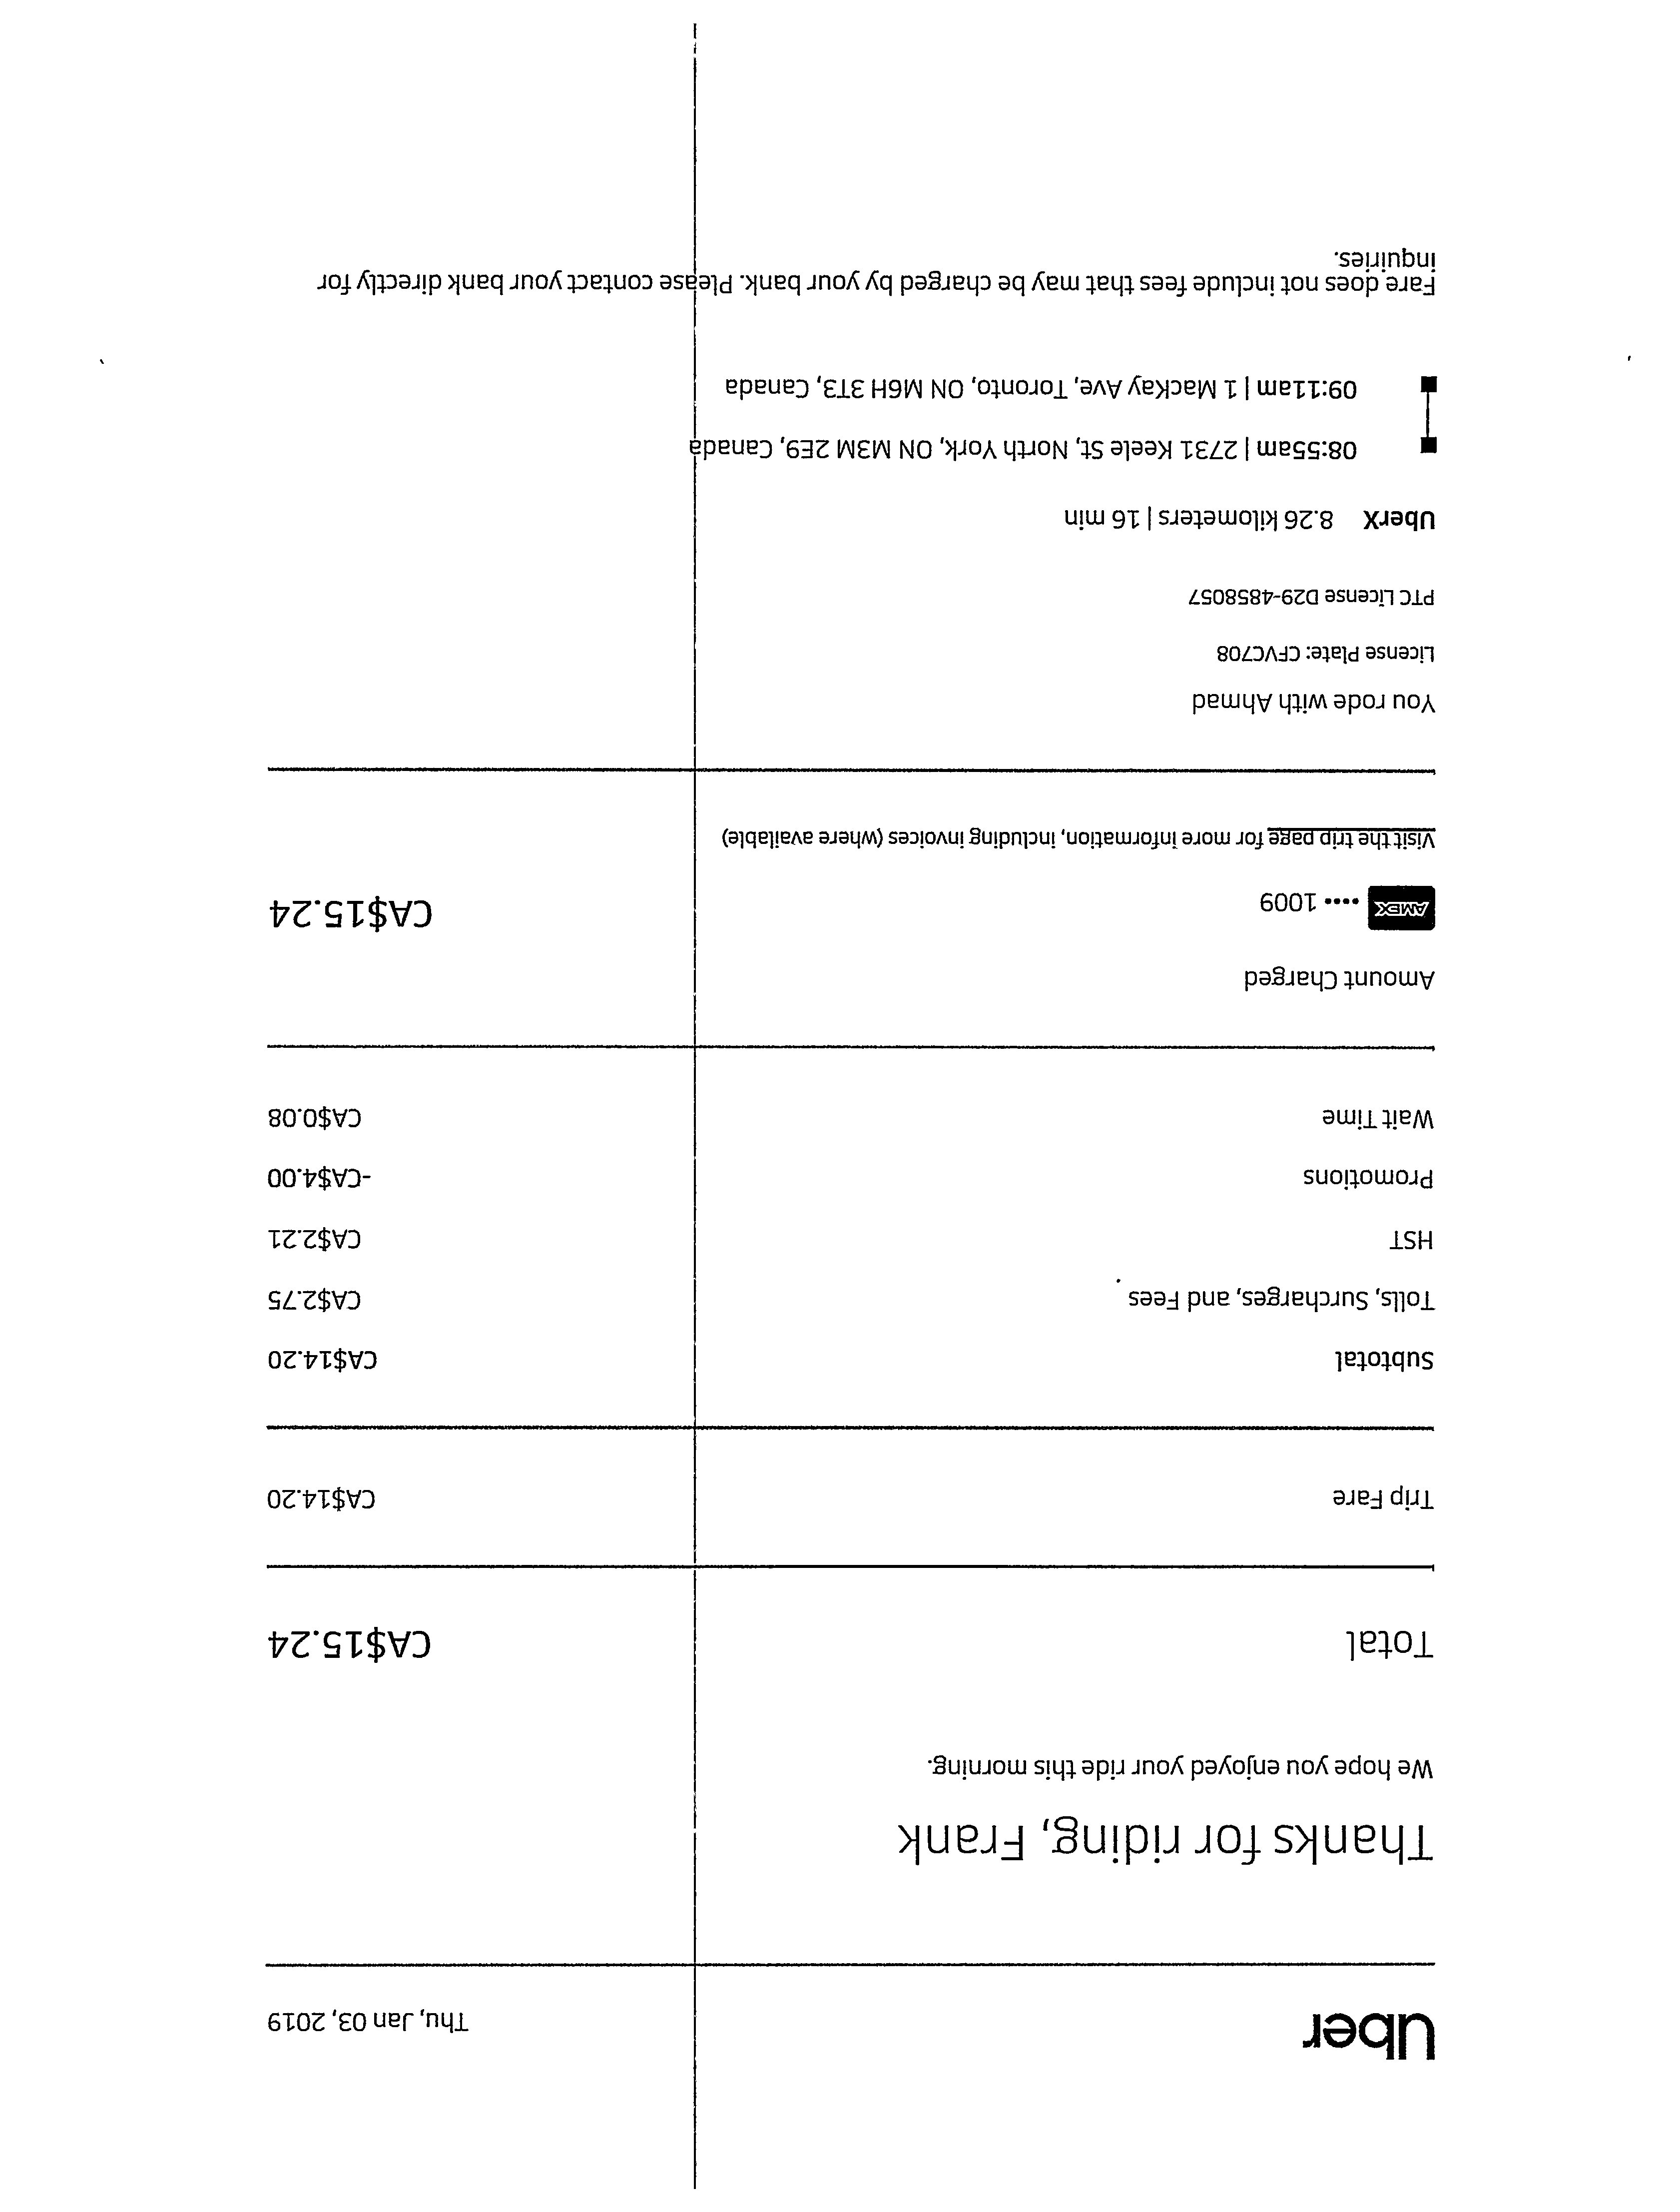 Uber
Thu, Jan 03, 2019
Thanks for riding, Frank
We hope you enjoyed your ride this morning.
Total CA$15.24
Trip Fare CA$14.20
Subtotal CA$14.20
Tolls, Surcharges, and Fees CA$2.75
HST CA$2.21
Promotions -CA$4.00
Wait Time CA$0.08
Amount Charged
AMEX •••• 1009 CA$15.24
Visit the trip page for more information, including invoices (where available)
You rode with Ahmad
License Plate: CFVC708
PTC License D29-4858057
UberX 8.26 kilometers | 16 min
08:55am | 2731 Keele St, North York, ON M3M 2E9, Canada
09:11am | 1 MacKay Ave, Toronto, ON M6H 3T3, Canada
Fare does not include fees that may be charged by your bank. Please contact your bank directly for
inquiries.